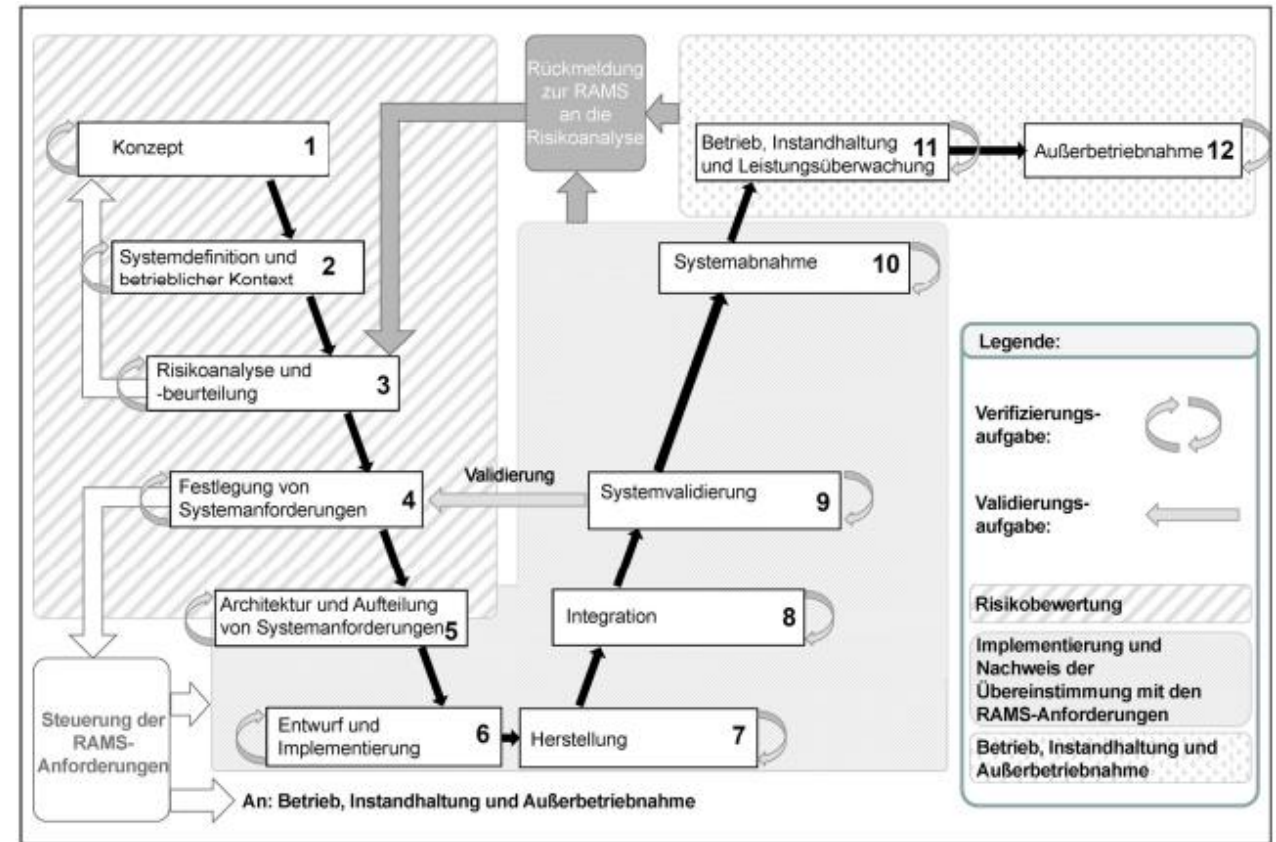 Rückmeldung
zur RAMS
an die
Risikoanalyse
Konzept 1
Betrieb, Instandhaltung
und Leistungsüberwachung 11
Außerbetriebnahme 12
Systemdefinition und
betrieblicher Kontext 2
Systemabnahme 10
Risikoanalyse und
-beurteilung 3
Festlegung von
Systemanforderungen 4
Validierung
Systemvalidierung 9
Architektur und Aufteilung
von Systemanforderungen 5
Integration 8
Entwurf und
Implementierung 6
Herstellung 7
Steuerung der
RAMS-
Anforderungen
An: Betrieb, Instandhaltung und Außerbetriebnahme
Legende:
Verifizierungs-
aufgabe:
Validierungs-
aufgabe:
Risikobewertung
Implementierung und
Nachweis der
Übereinstimmung mit den
RAMS-Anforderungen
Betrieb, Instandhaltung und
Außerbetriebnahme